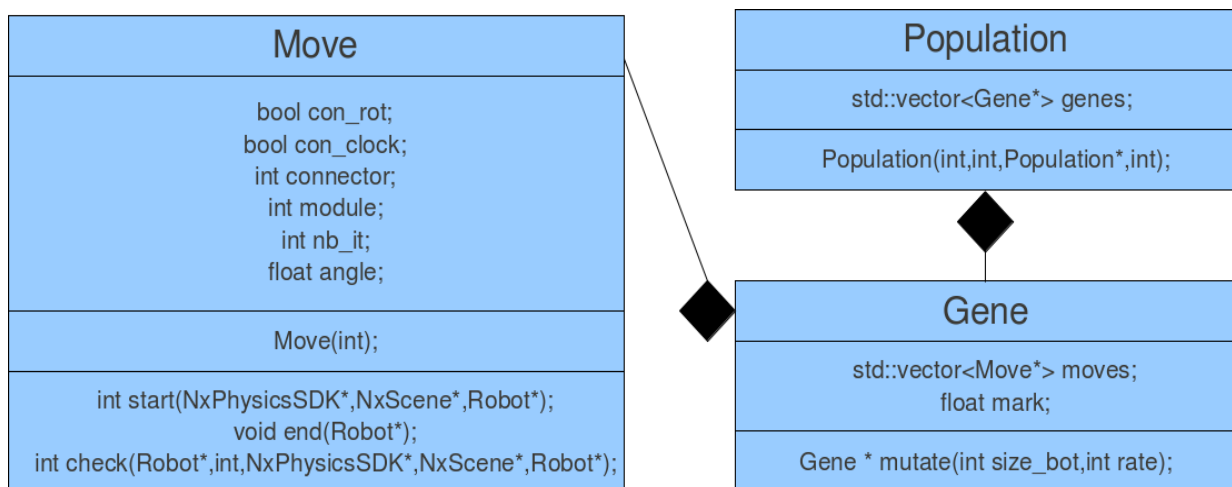 Move
bool con_rot;
bool con_clock;
int connector;
int module;
int nb_it;
float angle;
Move(int);
int start(NxPhysicsSDK*,NxScene*,Robot*);
void end(Robot*);
int check(Robot*,int,NxPhysicsSDK*,NxScene*,Robot*);
Population
std::vector<Gene*> genes;
Population(int,int,Population*,int);
Gene
std::vector<Move*> moves;
float mark;
Gene * mutate(int size_bot,int rate);